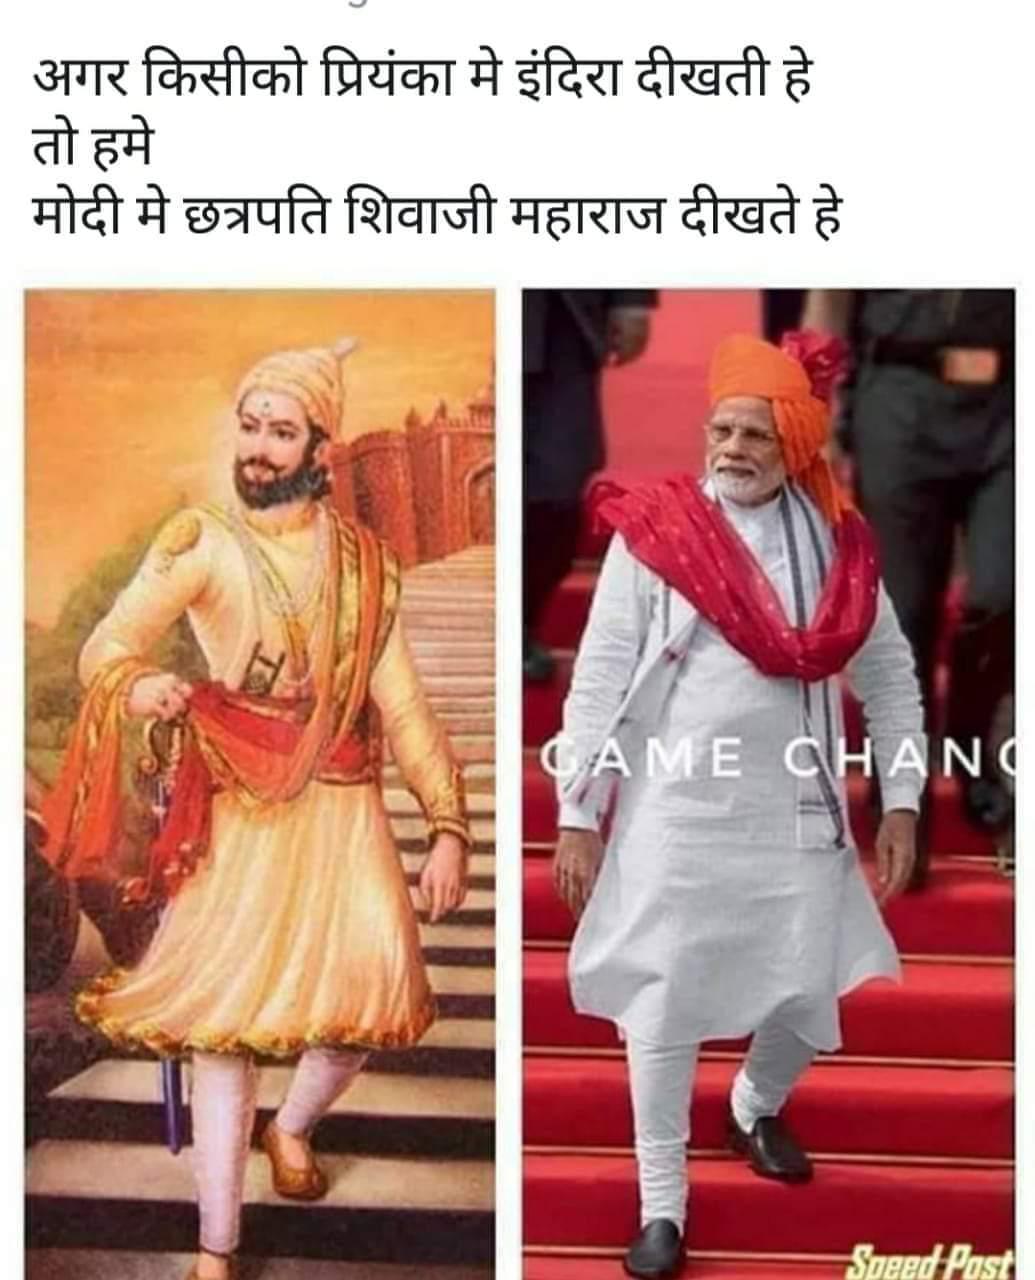 अगर किसीको प्रियंका मे इंदिरा दीखती हे
तो हमे
मोदी मे छत्रपति शिवाजी महाराज दीखते हे
GAME CHANG
Speed Post